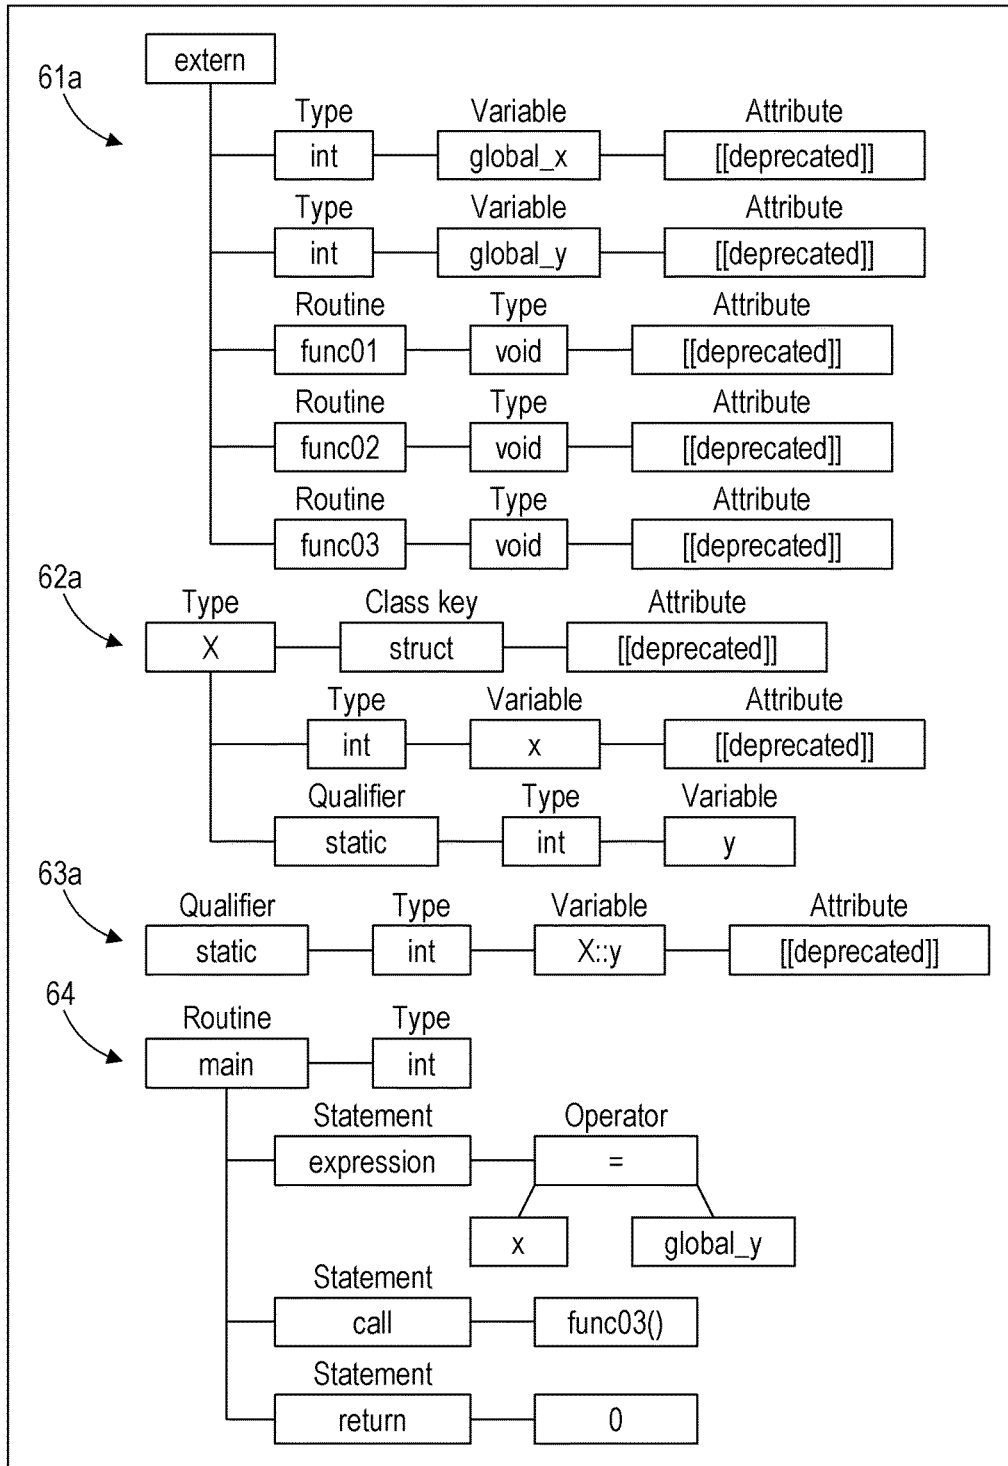 extern
61a
Type Variable Attribute
int global_x [[deprecated]]
Type Variable Attribute
int global_y [[deprecated]]
Routine Type Attribute
func01 void [[deprecated]]
Routine Type Attribute
func02 void [[deprecated]]
Routine Type Attribute
func03 void [[deprecated]]
62a
Type Class key Attribute
X struct [[deprecated]]
Type Variable Attribute
int x [[deprecated]]
Qualifier Type Variable
static int y
63a
Qualifier Type Variable Attribute
static int X::y [[deprecated]]
64
Routine Type
main int
Statement Operator
expression =
x global_y
Statement
call func03()
Statement
return 0